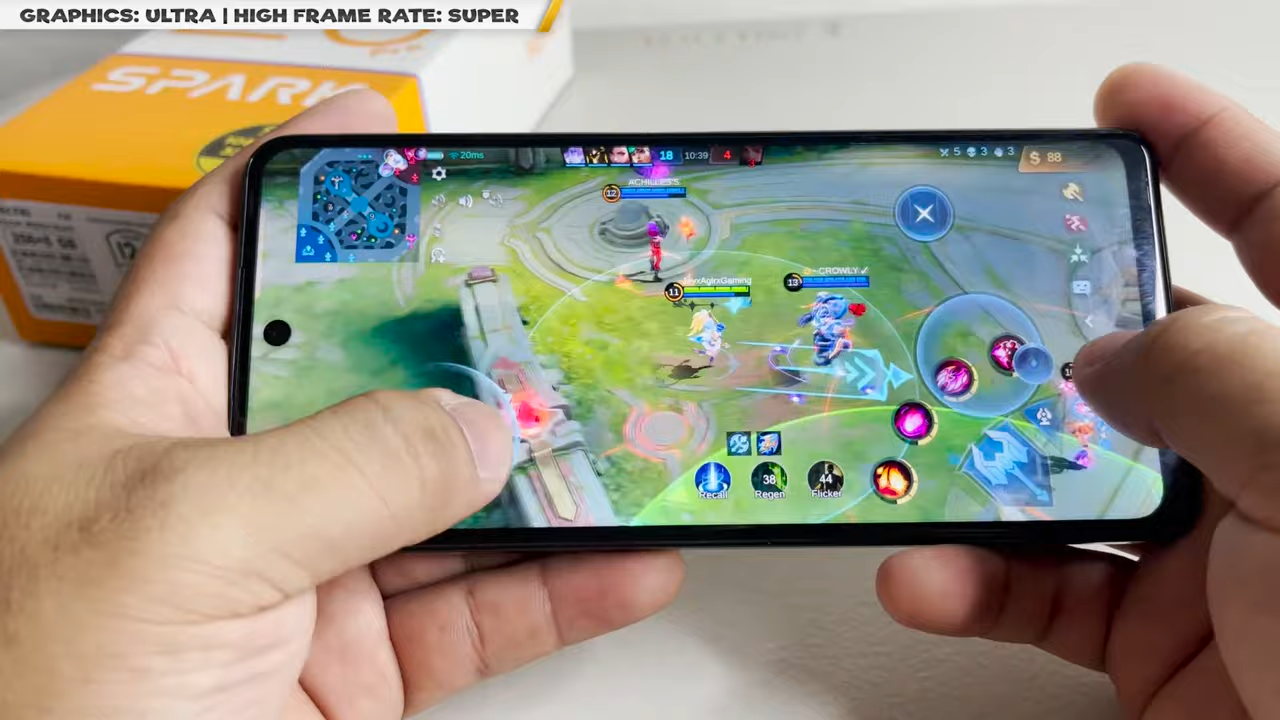 GRAPHICS: ULTRA | HIGH FRAME RATE: SUPER
SPARK
20ms
18 10:39 4
5 3 3
$ 88
ACHILLES'S
12
11
13
CROWLY
Recall
38
Regen
44
Flicker